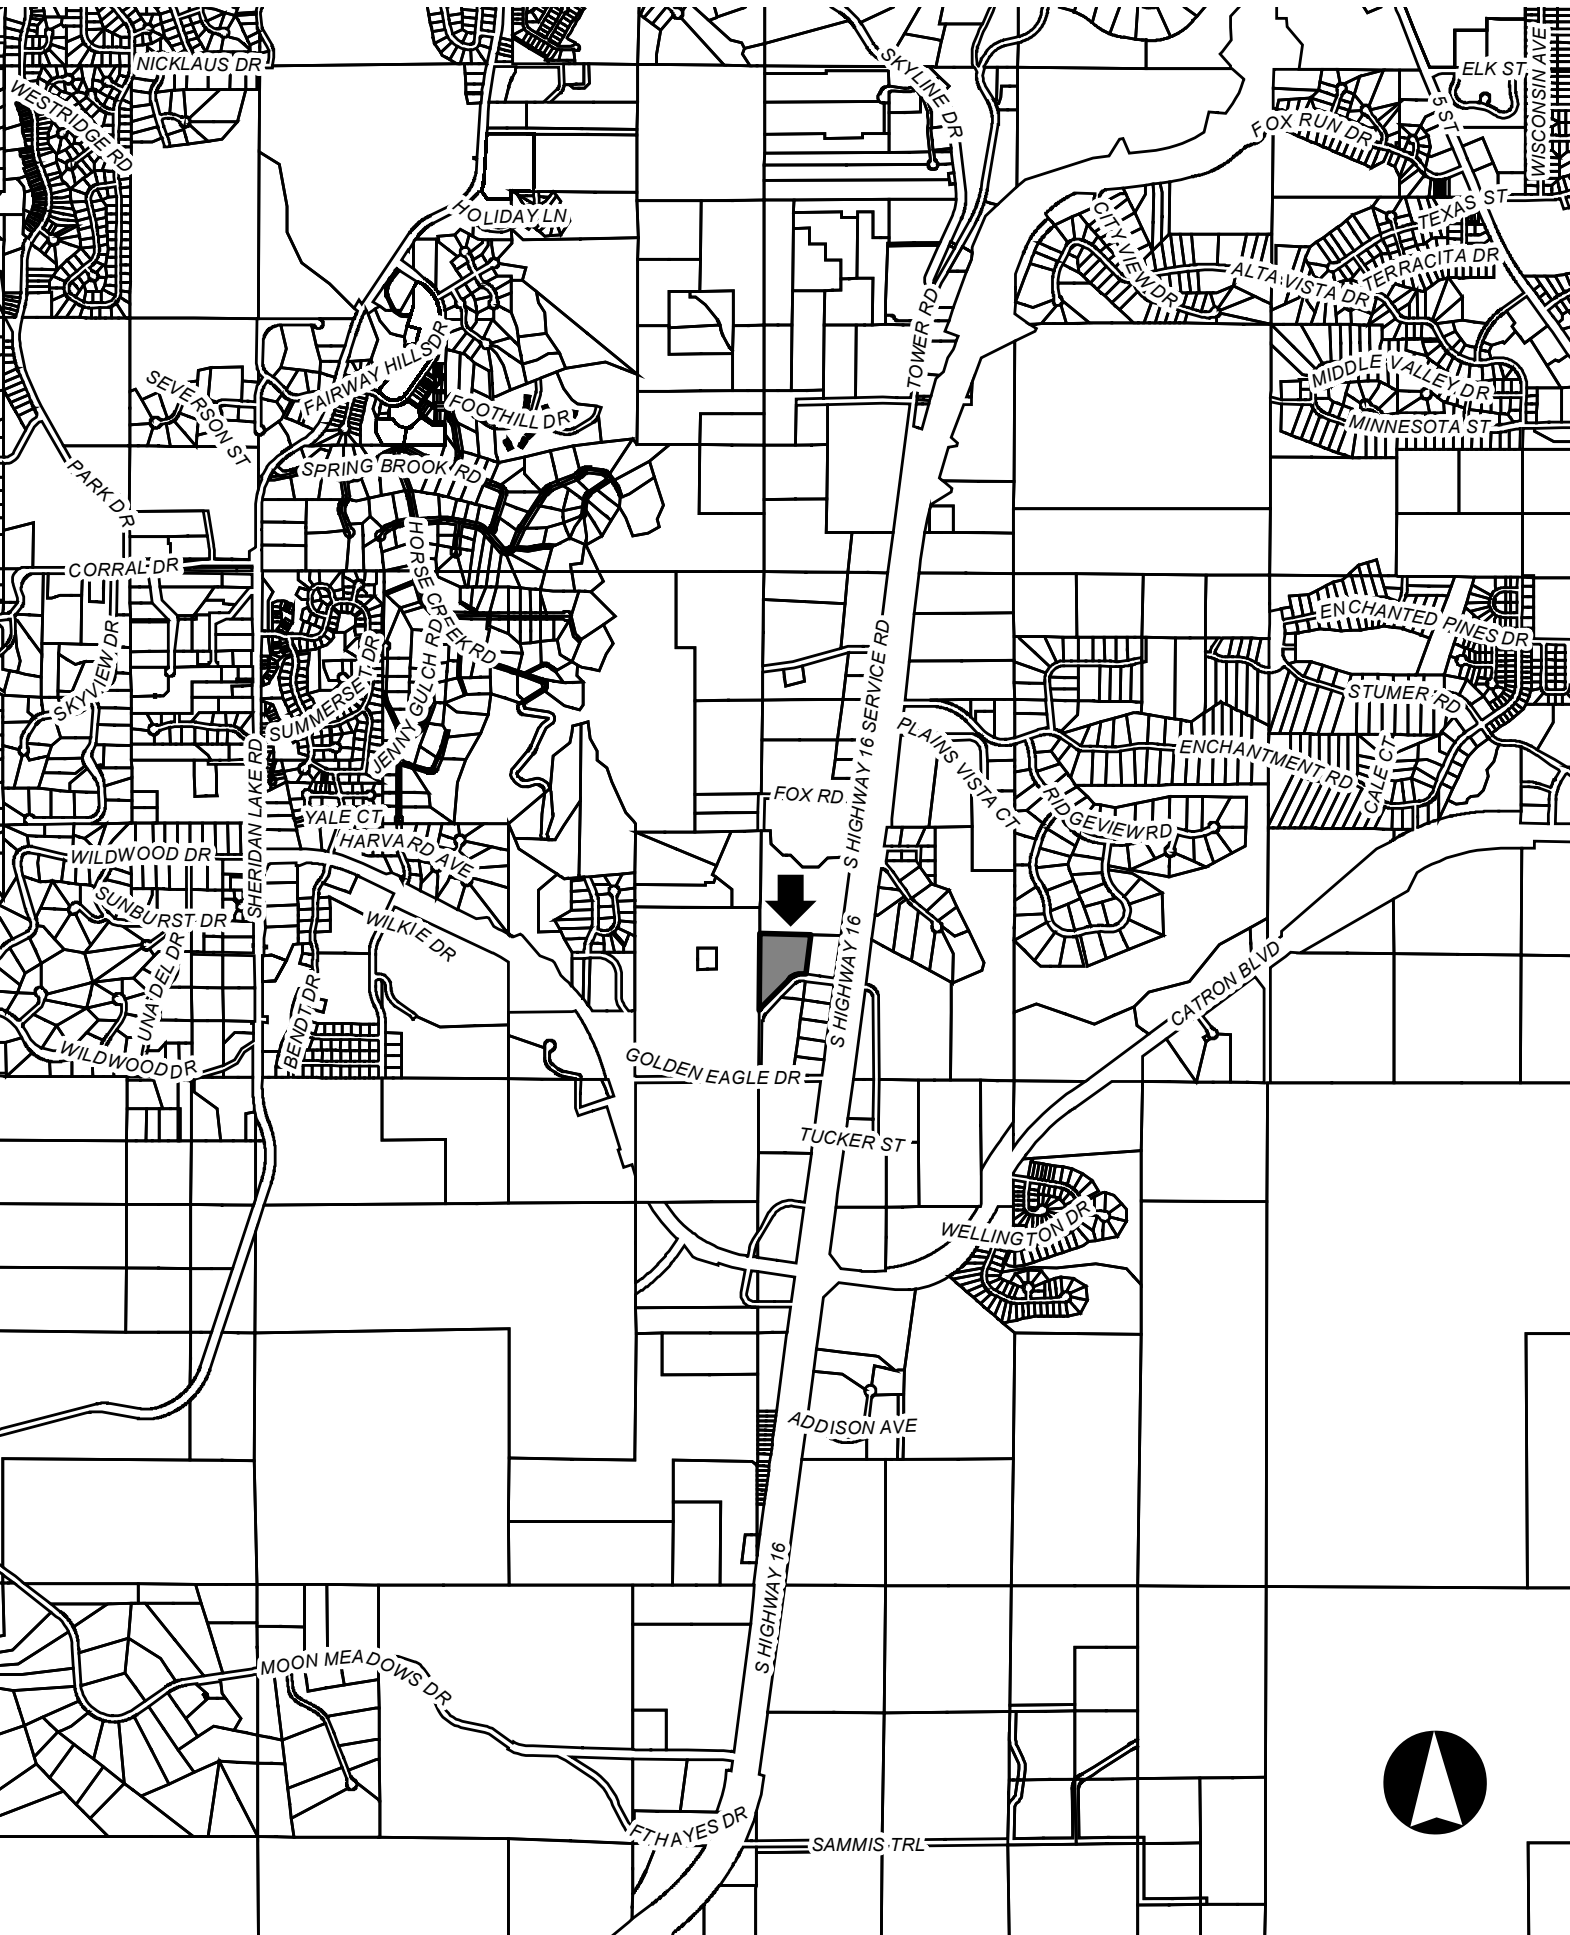 NICKLAUS DR
SKYLINE DR
ELK ST
WISCONSIN AVE
WESTRIDGE RD
5 ST
FOX RUN DR
HOLIDAY LN
CITY VIEW DR
TEXAS ST
TERRACITA DR
ALTA VISTA DR
TOWER RD
FAIRWAY HILLS DR
SEVERSON ST
FOOTHILL DR
MIDDLE VALLEY DR
MINNESOTA ST
SPRING BROOK RD
PARK DR
HORSE CREEK RD
CORRAL DR
ENCHANTED PINES DR
SKYVIEW DR
SUMMERSET DR
JENNY GULCH RD
S HIGHWAY 16 SERVICE RD
STUMER RD
PLAINS VISTA CT
ENCHANTMENT RD
CALE CT
SHERIDAN LAKE RD
FOX RD
RIDGEVIEW RD
YALE CT
HARVARD AVE
WILDWOOD DR
SUNBURST DR
WILKIE DR
S HIGHWAY 16
UNA DEL DR
BENDT DR
CATRON BLVD
WILDWOOD DR
GOLDEN EAGLE DR
TUCKER ST
WELLINGTON DR
ADDISON AVE
S HIGHWAY 16
MOON MEADOWS DR
FT HAYES DR
SAMMIS TRL